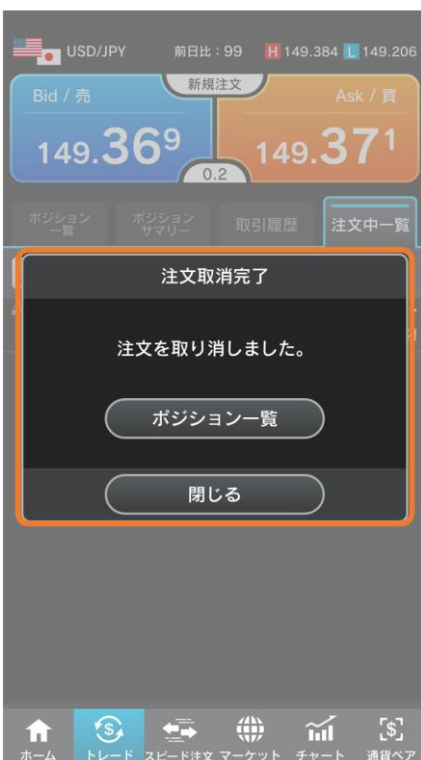 USD/JPY 前日比：99 H 149.384 L 149.206
新規注文
Bid / 売 Ask / 買
149.369 149.371
0.2
ポジション一覧 ポジションサマリー 取引履歴 注文中一覧
注文取消完了
注文を取り消しました。
ポジション一覧
閉じる
ホーム トレード スピード注文 マーケット チャート 通貨ペア